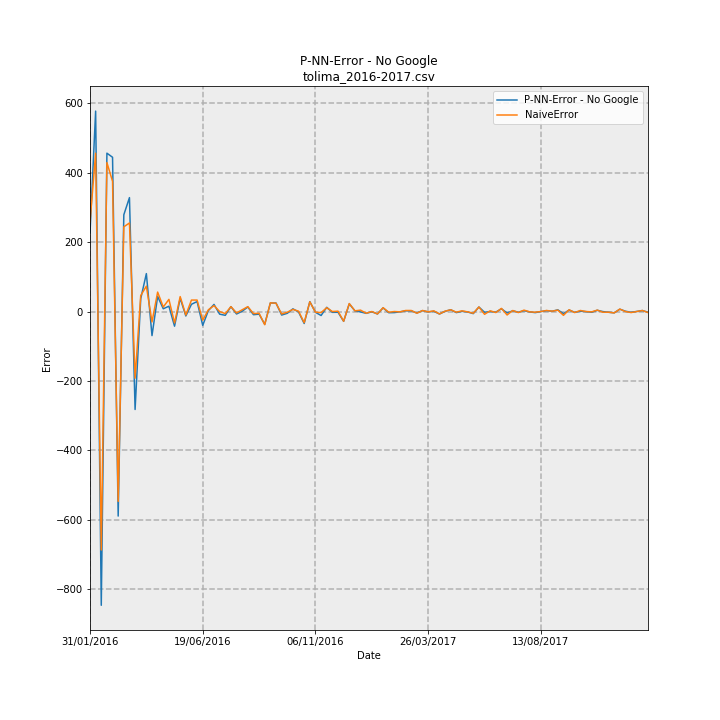 P-NN-Error - No Google
tolima_2016-2017.csv
P-NN-Error - No Google
NaiveError
600
400
200
0
−200
−400
−600
−800
Error
31/01/2016
19/06/2016
06/11/2016
26/03/2017
13/08/2017
Date